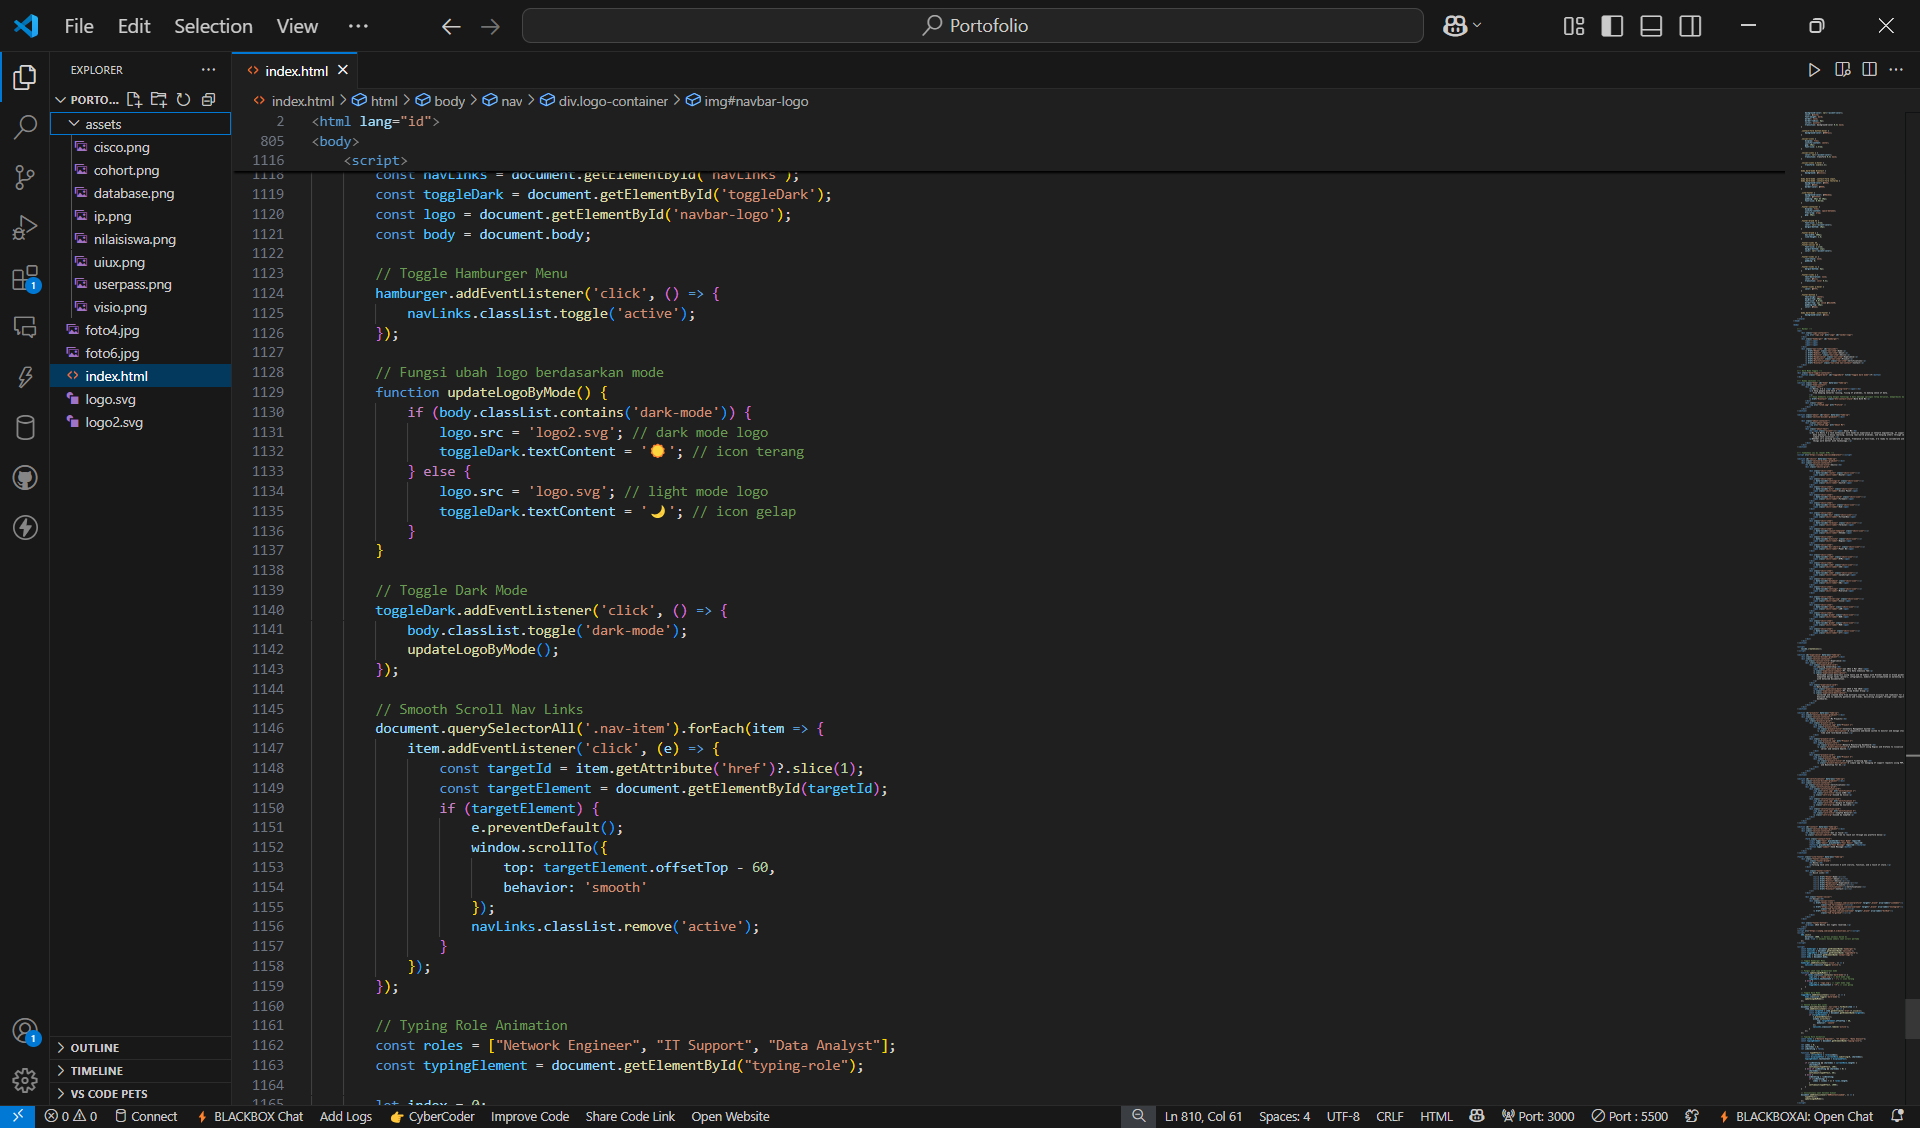 File Edit Selection View ···
Portofolio
EXPLORER
PORTO...
assets
cisco.png
cohort.png
database.png
ip.png
nilaisiswa.png
uiux.png
userpass.png
visio.png
foto4.jpg
foto6.jpg
index.html
logo.svg
logo2.svg
OUTLINE
TIMELINE
VS CODE PETS
1
1
index.html
index.html > html > body > nav > div.logo-container > img#navbar-logo
2 <html lang="id">
805 <body>
1116 <script>
1118 const navLinks = document.getElementById('navLinks');
1119 const toggleDark = document.getElementById('toggleDark');
1120 const logo = document.getElementById('navbar-logo');
1121 const body = document.body;
1122
1123 // Toggle Hamburger Menu
1124 hamburger.addEventListener('click', () => {
1125 navLinks.classList.toggle('active');
1126 });
1127
1128 // Fungsi ubah logo berdasarkan mode
1129 function updateLogoByMode() {
1130 if (body.classList.contains('dark-mode')) {
1131 logo.src = 'logo2.svg'; // dark mode logo
1132 toggleDark.textContent = '☀️'; // icon terang
1133 } else {
1134 logo.src = 'logo.svg'; // light mode logo
1135 toggleDark.textContent = '🌙'; // icon gelap
1136 }
1137 }
1138
1139 // Toggle Dark Mode
1140 toggleDark.addEventListener('click', () => {
1141 body.classList.toggle('dark-mode');
1142 updateLogoByMode();
1143 });
1144
1145 // Smooth Scroll Nav Links
1146 document.querySelectorAll('.nav-item').forEach(item => {
1147 item.addEventListener('click', (e) => {
1148 const targetId = item.getAttribute('href')?.slice(1);
1149 const targetElement = document.getElementById(targetId);
1150 if (targetElement) {
1151 e.preventDefault();
1152 window.scrollTo({
1153 top: targetElement.offsetTop - 60,
1154 behavior: 'smooth'
1155 });
1156 navLinks.classList.remove('active');
1157 }
1158 });
1159 });
1160
1161 // Typing Role Animation
1162 const roles = ["Network Engineer", "IT Support", "Data Analyst"];
1163 const typingElement = document.getElementById("typing-role");
1164
1165 let index = 0;
0 0 Connect BLACKBOX Chat Add Logs 👉 CyberCoder Improve Code Share Code Link Open Website Ln 810, Col 61 Spaces: 4 UTF-8 CRLF HTML Port: 3000 Port : 5500 BLACKBOXAI: Open Chat